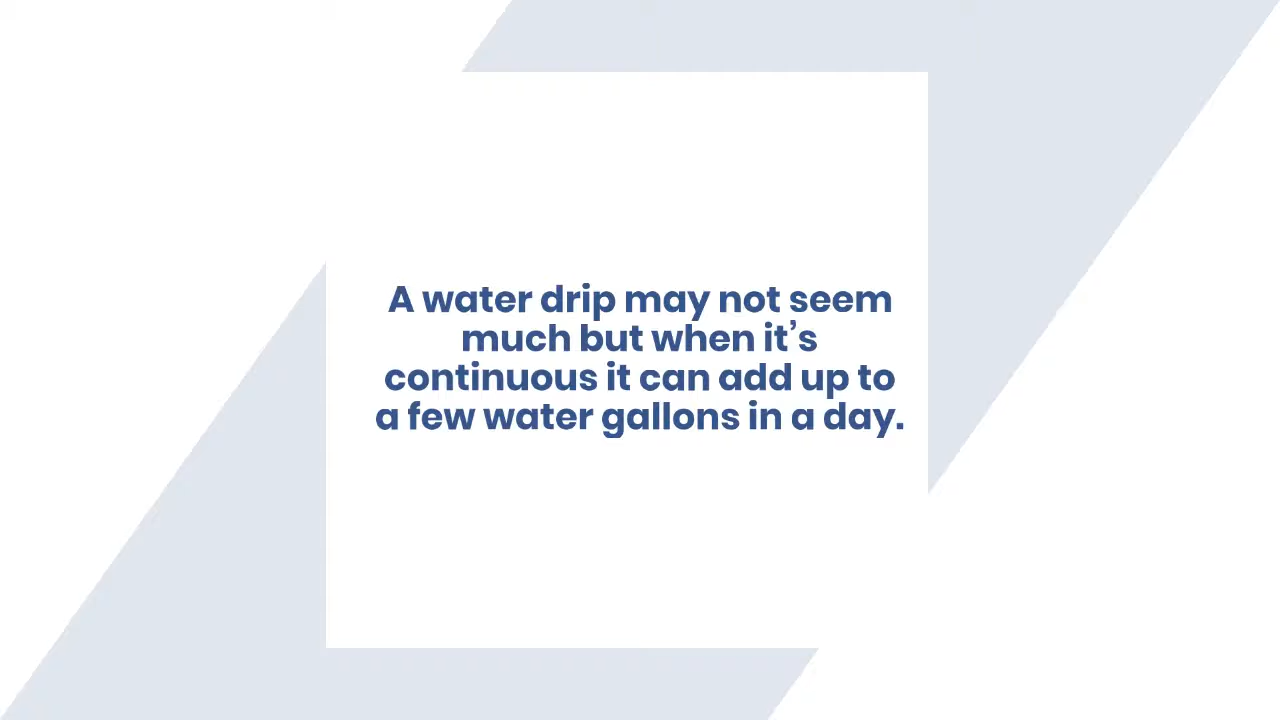 A water drip may not seem
much but when it’s
continuous it can add up to
a few water gallons in a day.